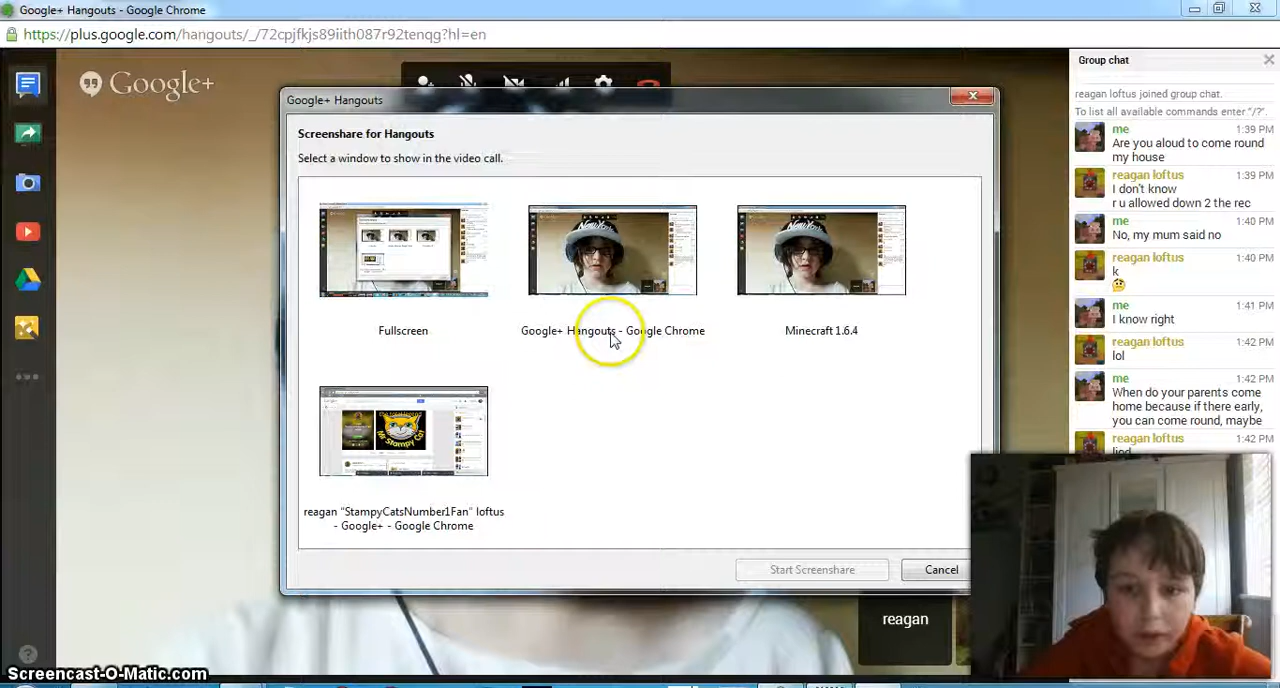 Google+ Hangouts - Google Chrome
https://plus.google.com/hangouts/_/72cpjfkjs89iith087r92tenqg?hl=en
Google+
Google+ Hangouts
Screenshare for Hangouts
Select a window to show in the video call.
Fullscreen
Google+ Hangouts - Google Chrome
Minecraft 1.6.4
reagan "StampyCatsNumber1Fan" loftus
- Google+ - Google Chrome
Start Screenshare
Cancel
reagan
Group chat
reagan loftus joined group chat.
To list all available commands enter "/?".
me 1:39 PM
Are you aloud to come round
my house
reagan loftus 1:39 PM
I don't know
r u allowed down 2 the rec
me 1:40 PM
No, my mum said no
reagan loftus 1:40 PM
k
me 1:41 PM
I know right
reagan loftus 1:42 PM
lol
me 1:42 PM
When do your parents come
home because if there early,
you can come round, maybe
reagan loftus 1:42 PM
Screencast-O-Matic.com